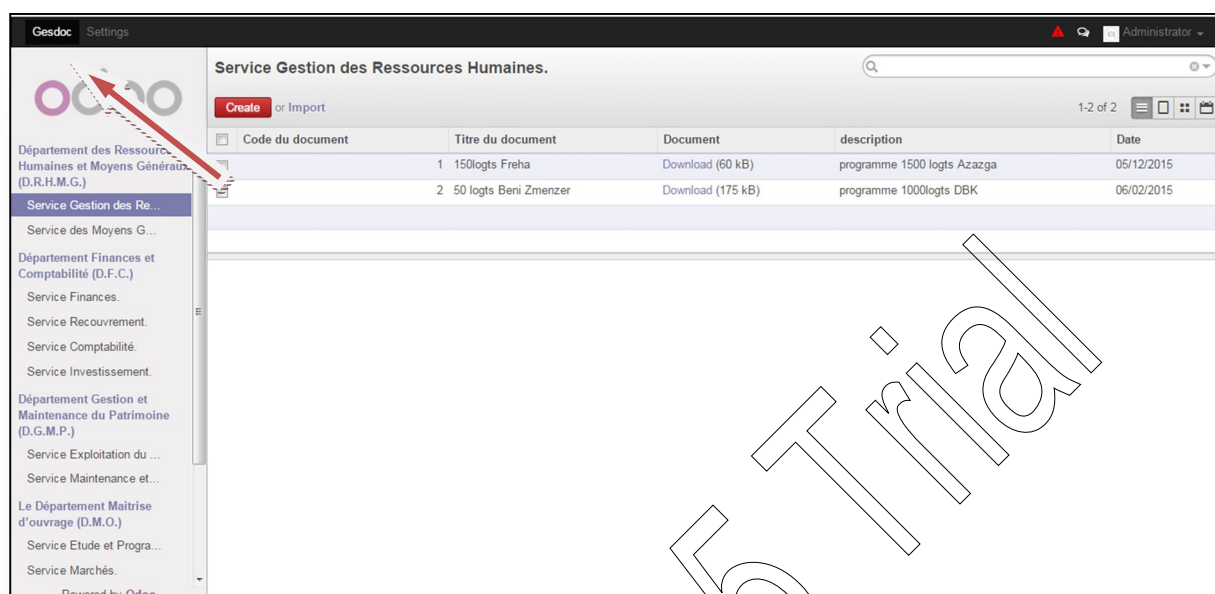 Gesdoc Settings Administrator
odoo
Service Gestion des Ressources Humaines.
Create or Import 1-2 of 2
Code du document Titre du document Document description Date
1 150logts Freha Download (60 kB) programme 1500 logts Azazga 05/12/2015
2 50 logts Beni Zmenzer Download (175 kB) programme 1000logts DBK 06/02/2015
Département des Ressources
Humaines et Moyens Généraux
(D.R.H.M.G.)
Service Gestion des Re...
Service des Moyens G...
Département Finances et
Comptabilité (D.F.C.)
Service Finances.
Service Recouvrement.
Service Comptabilité.
Service Investissement.
Département Gestion et
Maintenance du Patrimoine
(D.G.M.P.)
Service Exploitation du ...
Service Maintenance et...
Le Département Maitrise
d'ouvrage (D.M.O.)
Service Etude et Progra...
Service Marchés.
Powered by Odoo
5 Trial